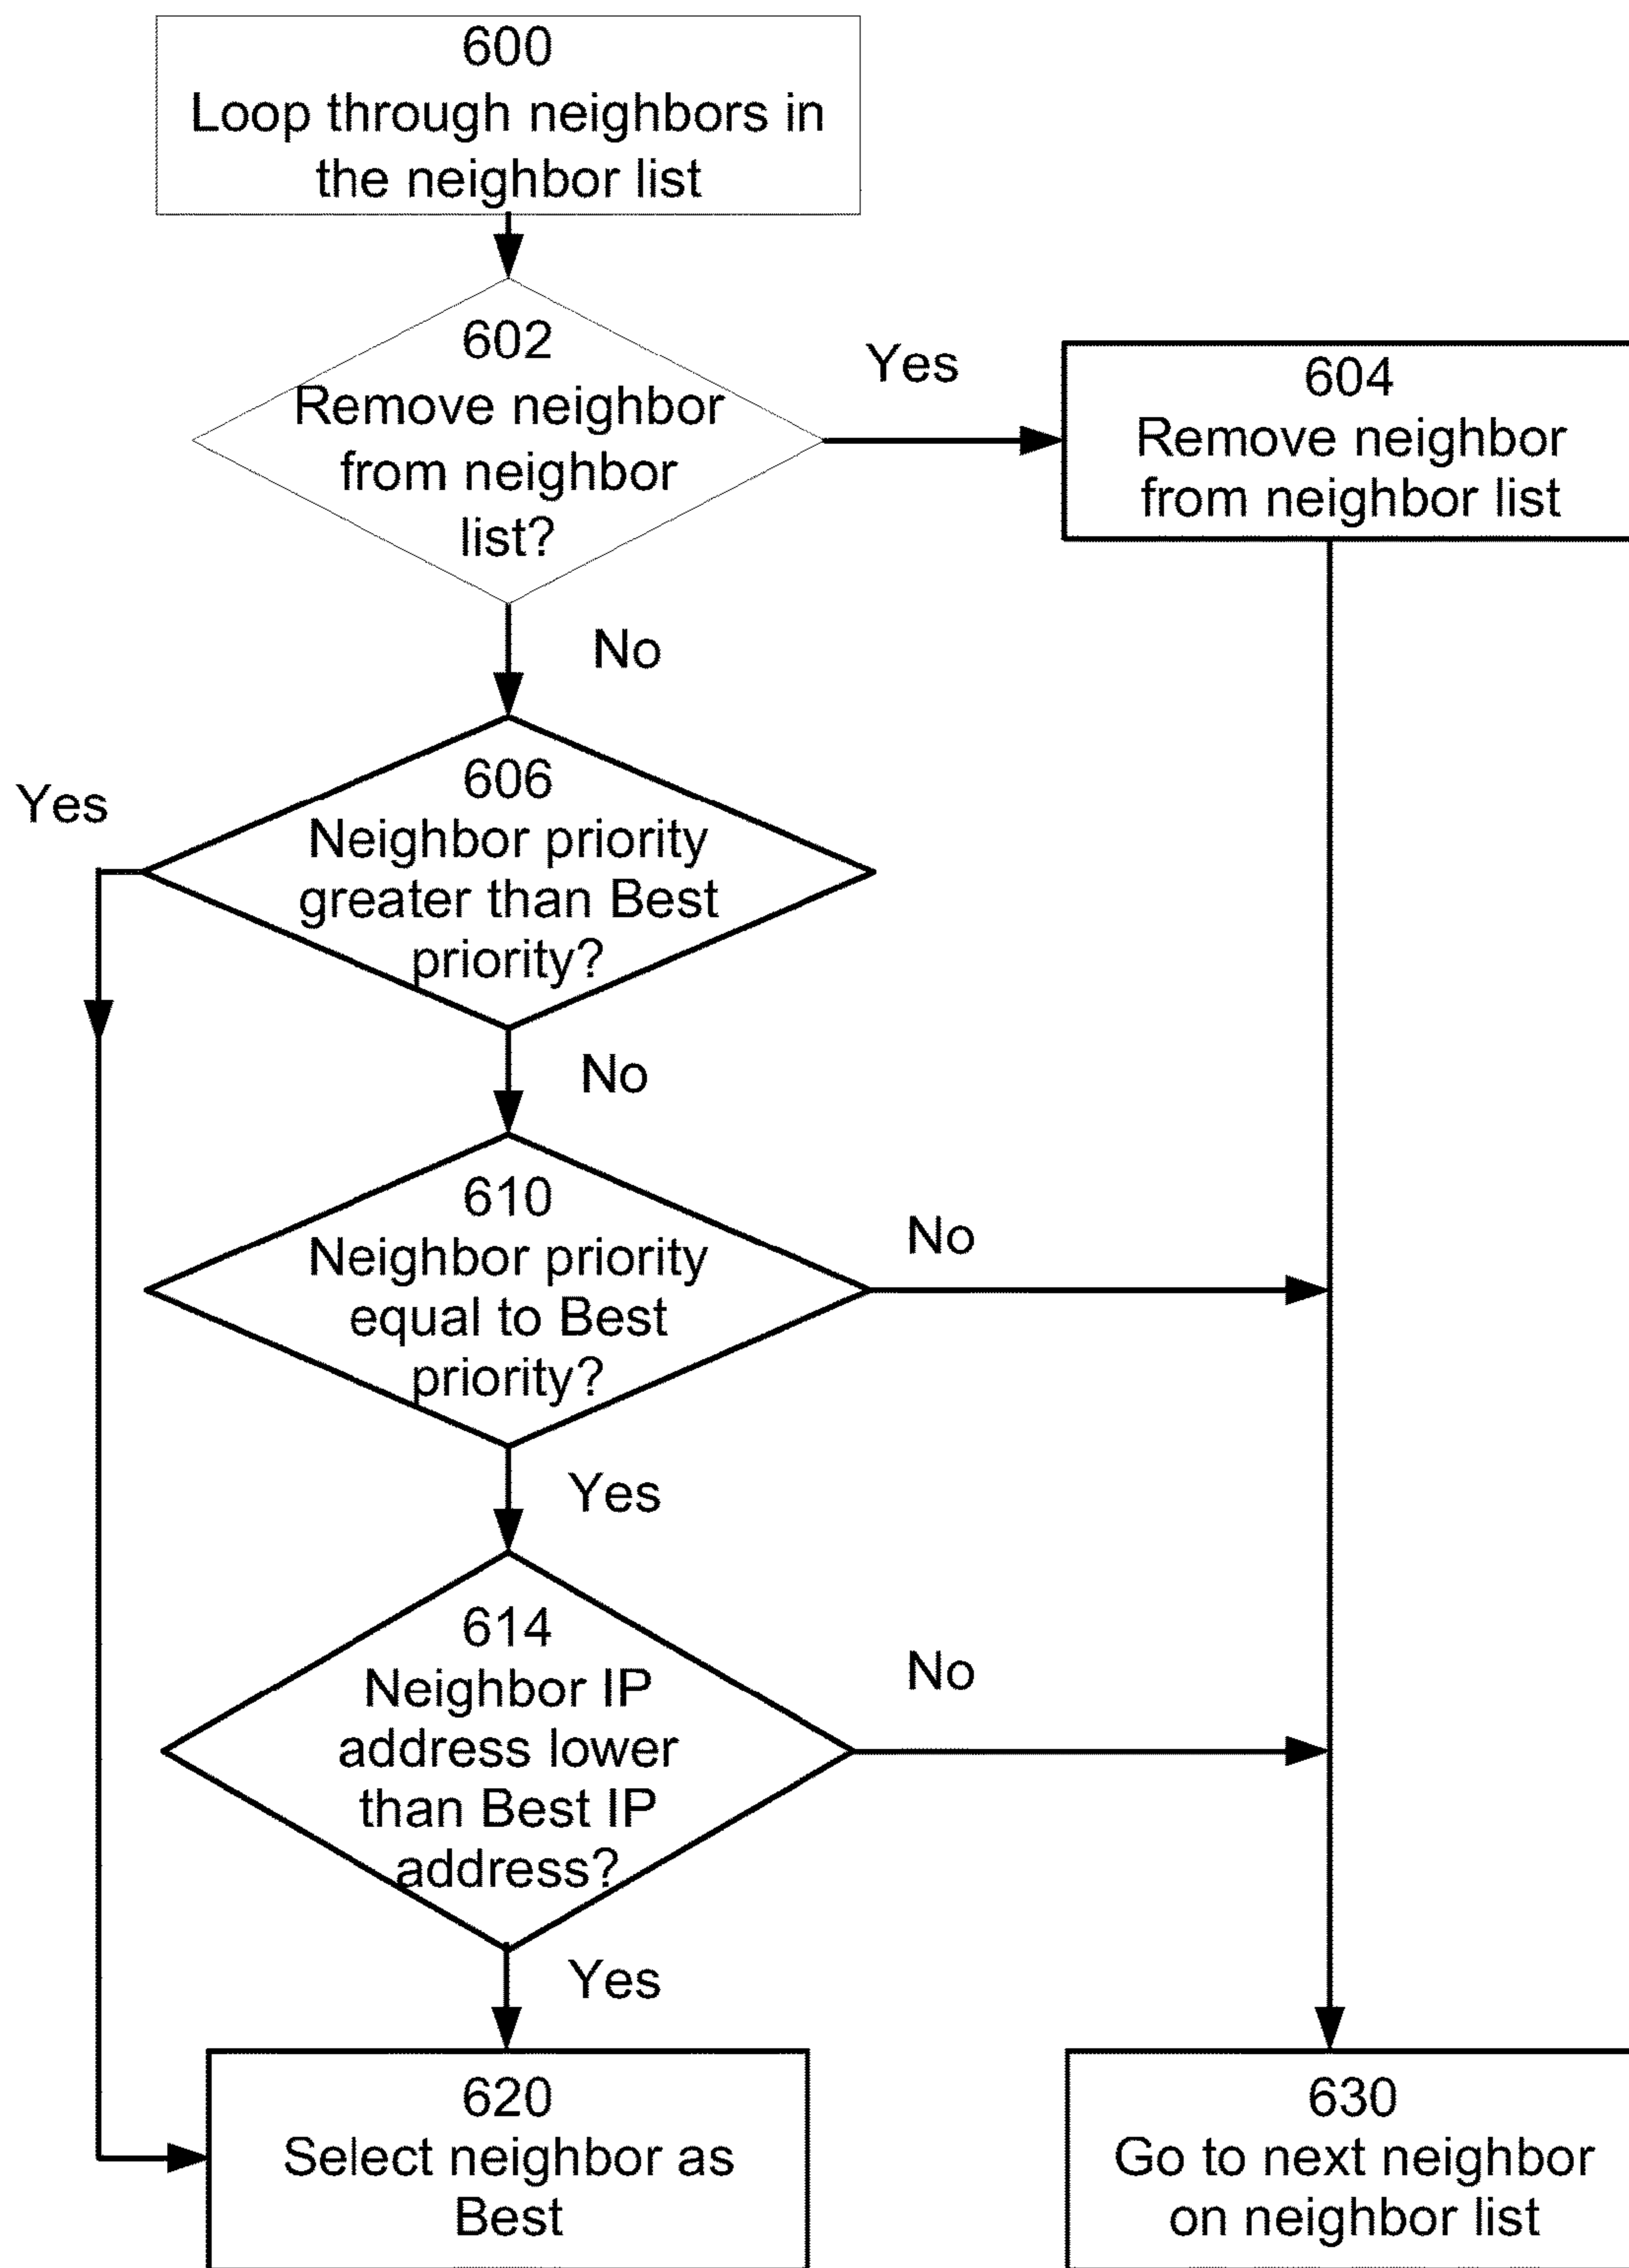 600
Loop through neighbors in
the neighbor list
602
Remove neighbor
from neighbor
list?
Yes
604
Remove neighbor
from neighbor list
No
606
Neighbor priority
greater than Best
priority?
Yes
No
610
Neighbor priority
equal to Best
priority?
No
Yes
614
Neighbor IP
address lower
than Best IP
address?
No
Yes
620
Select neighbor as
Best
630
Go to next neighbor
on neighbor list